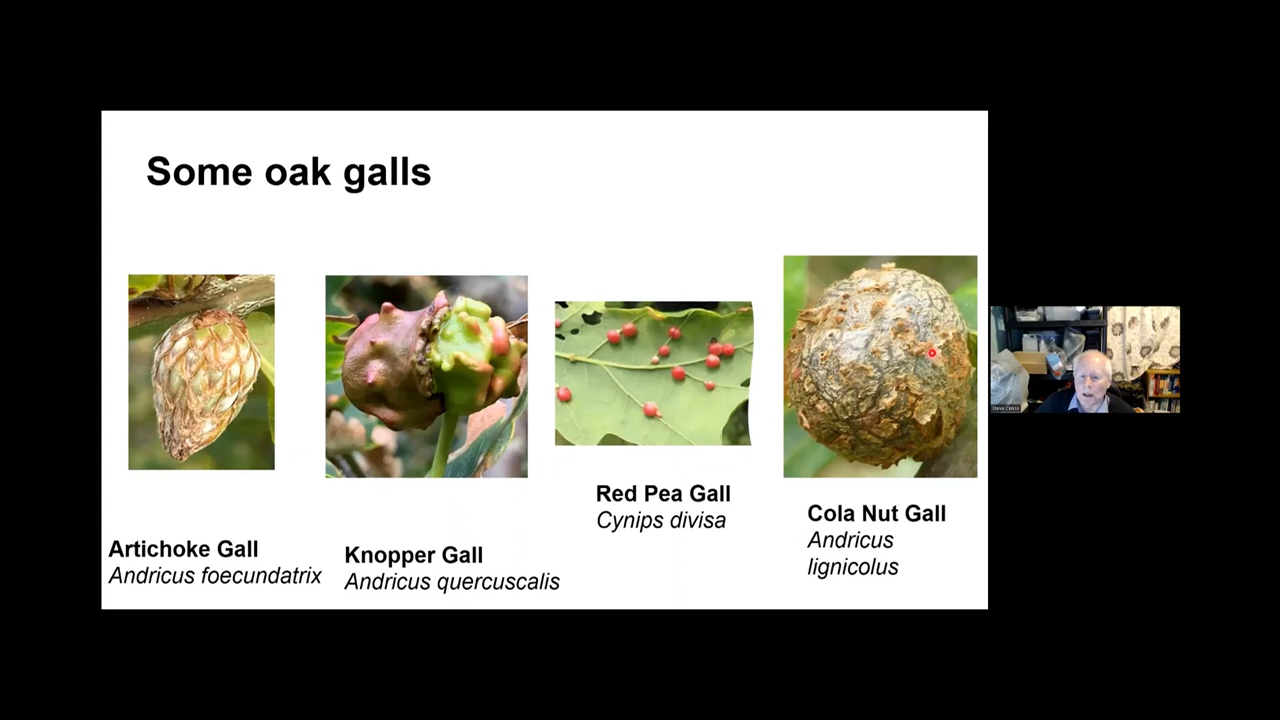 Some oak galls
Artichoke Gall
Andricus foecundatrix
Knopper Gall
Andricus quercuscalis
Red Pea Gall
Cynips divisa
Cola Nut Gall
Andricus
lignicolus